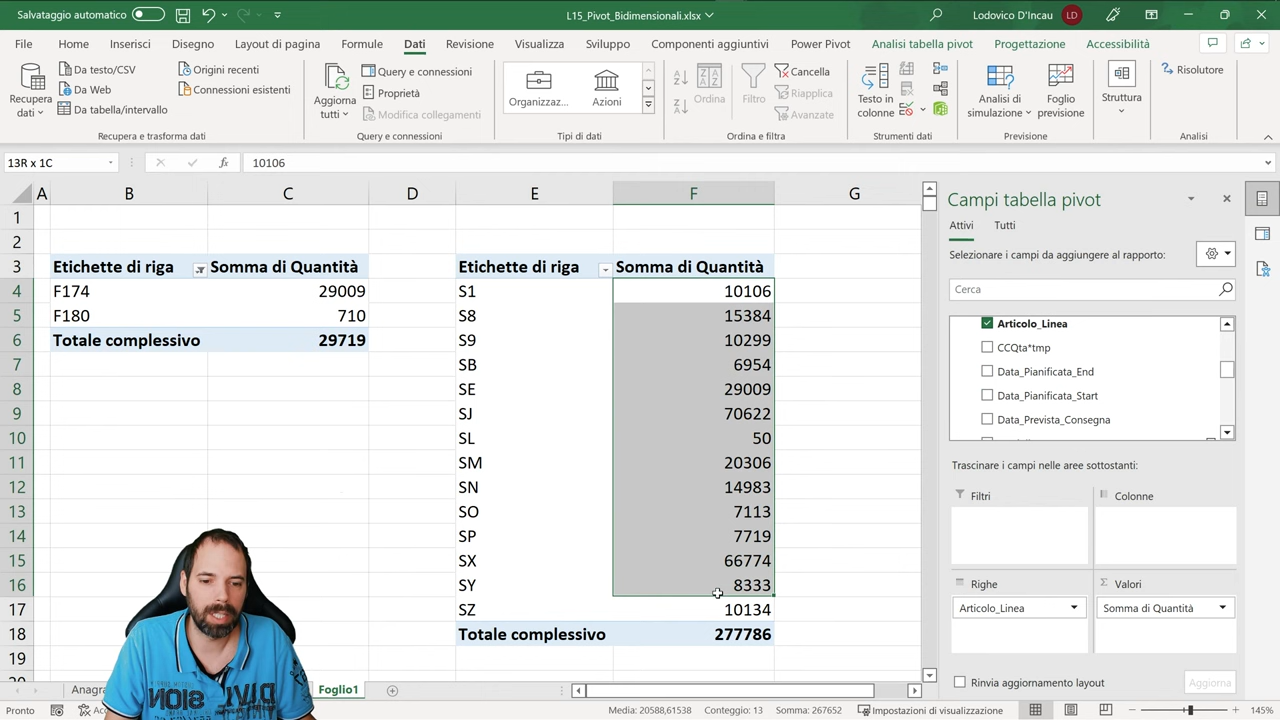 Salvataggio automatico
L15_Pivot_Bidimensionali.xlsx
Lodovico D'Incau
LD
File Home Inserirsci Disegno Layout di pagina Formule Dati Revisione Visualizza Sviluppo Componenti aggiuntivi Power Pivot Analisi tabella pivot Progettazione Accessibilità
Recupera dati
Da testo/CSV
Da Web
Da tabella/intervallo
Origini recenti
Connessioni esistenti
Recupera e trasforma dati
Aggiorna tutti
Query e connessioni
Proprietà
Modifica collegamenti
Query e connessioni
Organizzaz...
Azioni
Tipi di dati
Ordina
Filtro
Cancella
Riapplica
Avanzate
Ordina e filtra
Testo in colonne
Strumenti dati
Analisi di simulazione
Foglio previsione
Previsione
Struttura
Risolutore
Analisi
13R x 1C
fx
10106
A B C D E F G
1
2
3 Etichette di riga Somma di Quantità Etichette di riga Somma di Quantità
4 F174 29009 S1 10106
5 F180 710 S8 15384
6 Totale complessivo 29719 S9 10299
7 SB 6954
8 SE 29009
9 SJ 70622
10 SL 50
11 SM 20306
12 SN 14983
13 SO 7113
14 SP 7719
15 SX 66774
16 SY 8333
17 SZ 10134
18 Totale complessivo 277786
19
Campi tabella pivot
Attivi Tutti
Selezionare i campi da aggiungere al rapporto:
Cerca
Articolo_Linea
CCQta*tmp
Data_Pianificata_End
Data_Pianificata_Start
Data_Prevista_Consegna
Trascinare i campi nelle aree sottostanti:
Filtri
Colonne
Righe
Σ Valori
Articolo_Linea
Somma di Quantità
Rinvia aggiornamento layout
Aggiorna
Anagra
Foglio1
Pronto
Media: 20588,61538 Conteggio: 13 Somma: 267652
Impostazioni di visualizzazione
145%